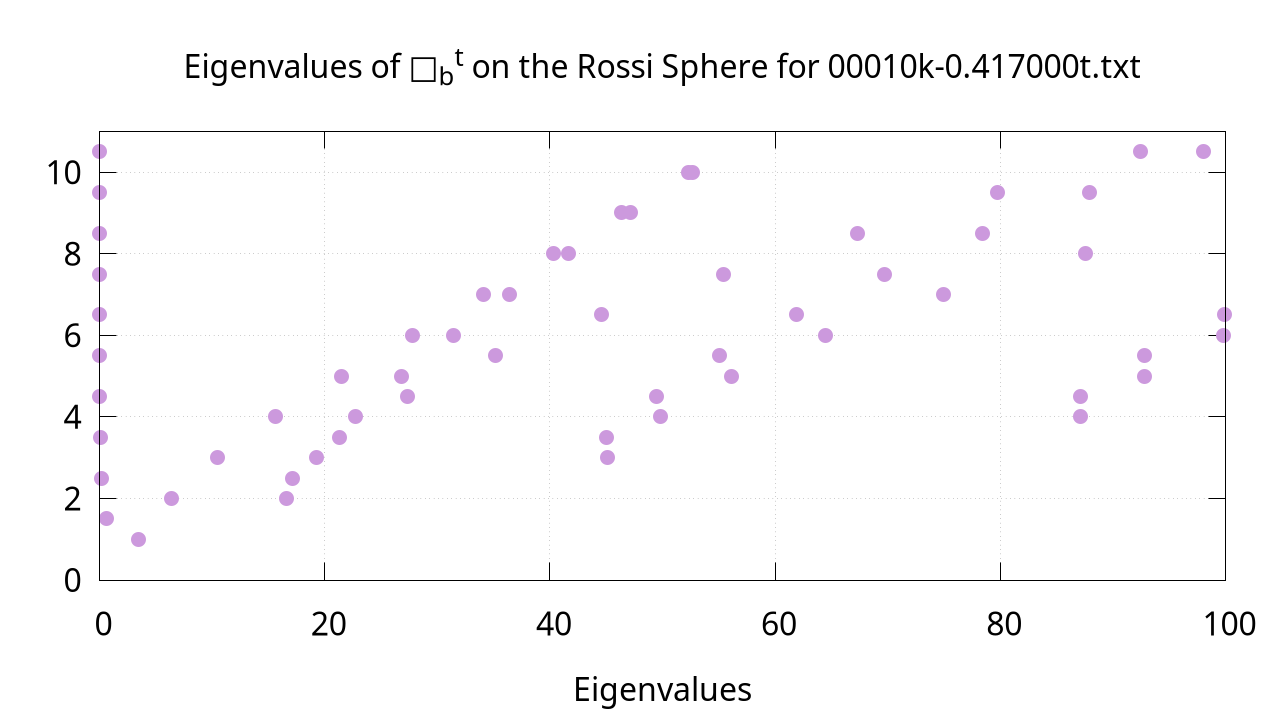 Eigenvalues of □_b^t on the Rossi Sphere for 00010k-0.417000t.txt
10
8
6
4
2
0
0 20 40 60 80 100
Eigenvalues